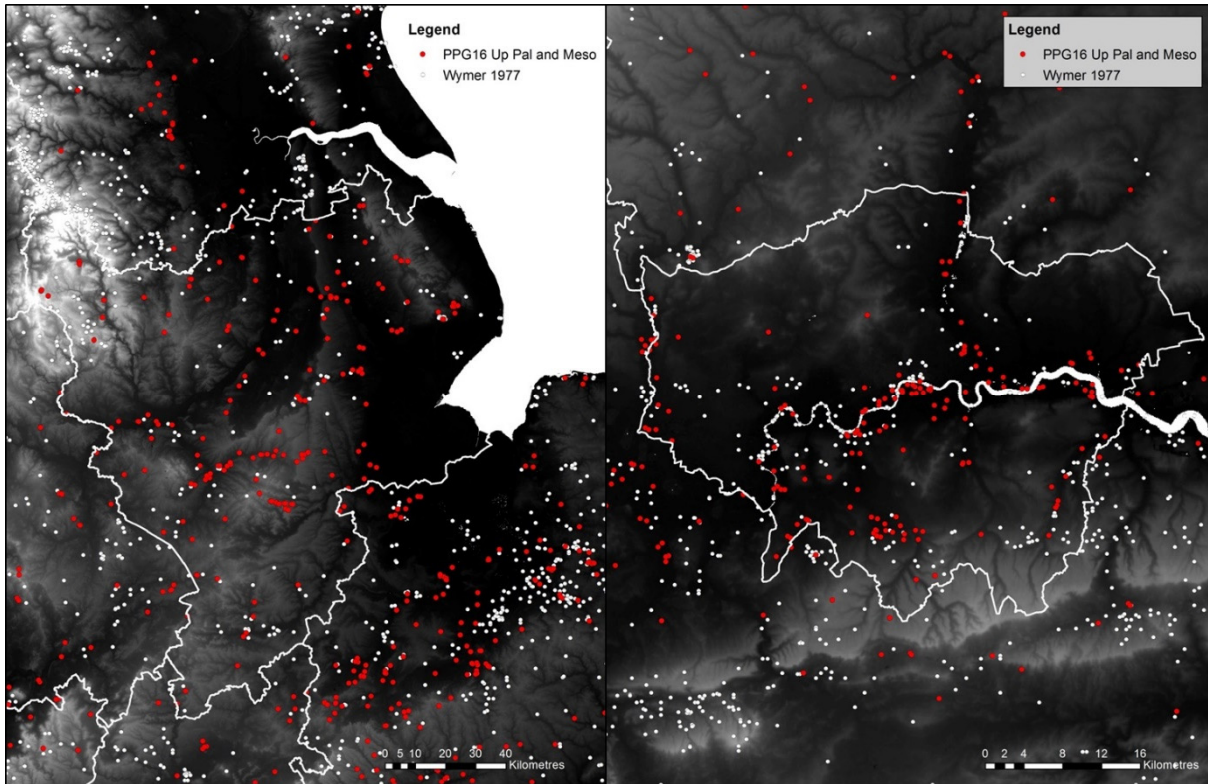 Legend
PPG16 Up Pal and Meso
Wymer 1977
0 5 10 20 30 40
Kilometres
Legend
PPG16 Up Pal and Meso
Wymer 1977
0 2 4 8 12 16
Kilometres